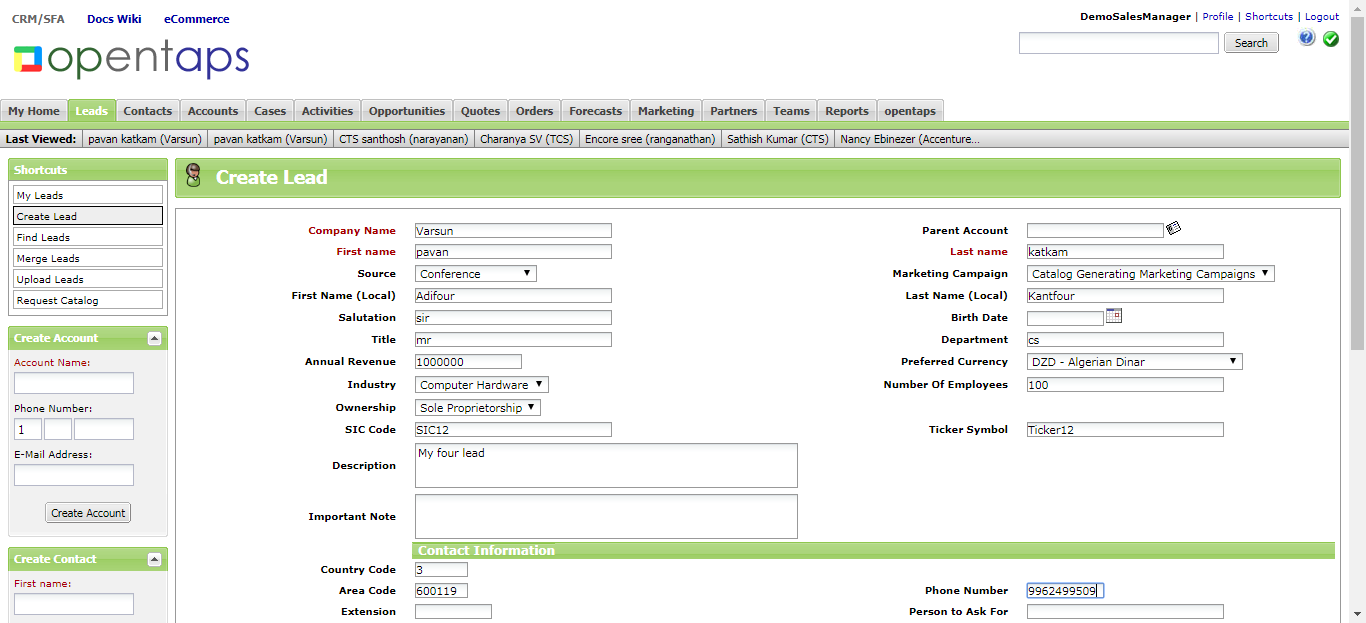 CRM/SFA Docs Wiki eCommerce
DemoSalesManager | Profile | Shortcuts | Logout
opentaps
Search
My Home Leads Contacts Accounts Cases Activities Opportunities Quotes Orders Forecasts Marketing Partners Teams Reports opentaps
Last Viewed: pavan katkam (Varsun) pavan katkam (Varsun) CTS santhosh (narayanan) Charanya SV (TCS) Encore sree (ranganathan) Sathish Kumar (CTS) Nancy Ebinezer (Accenture...
Shortcuts
My Leads
Create Lead
Find Leads
Merge Leads
Upload Leads
Request Catalog
Create Account
Account Name:
Phone Number:
1
E-Mail Address:
Create Account
Create Contact
First name:
Create Lead
Company Name Varsun Parent Account
First name pavan Last name katkam
Source Conference Marketing Campaign Catalog Generating Marketing Campaigns
First Name (Local) Adifour Last Name (Local) Kantfour
Salutation sir Birth Date
Title mr Department cs
Annual Revenue 1000000 Preferred Currency DZD - Algerian Dinar
Industry Computer Hardware Number Of Employees 100
Ownership Sole Proprietorship
SIC Code SIC12 Ticker Symbol Ticker12
Description My four lead
Important Note
Contact Information
Country Code 3
Area Code 600119 Phone Number 9962499509
Extension Person to Ask For